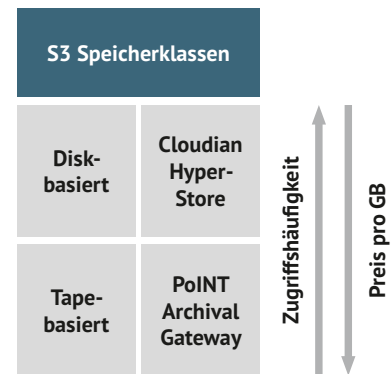 S3 Speicherklassen
Disk-
basiert
Cloudian
Hyper-
Store
Tape-
basiert
PoINT
Archival
Gateway
Zugriffshäufigkeit
Preis pro GB